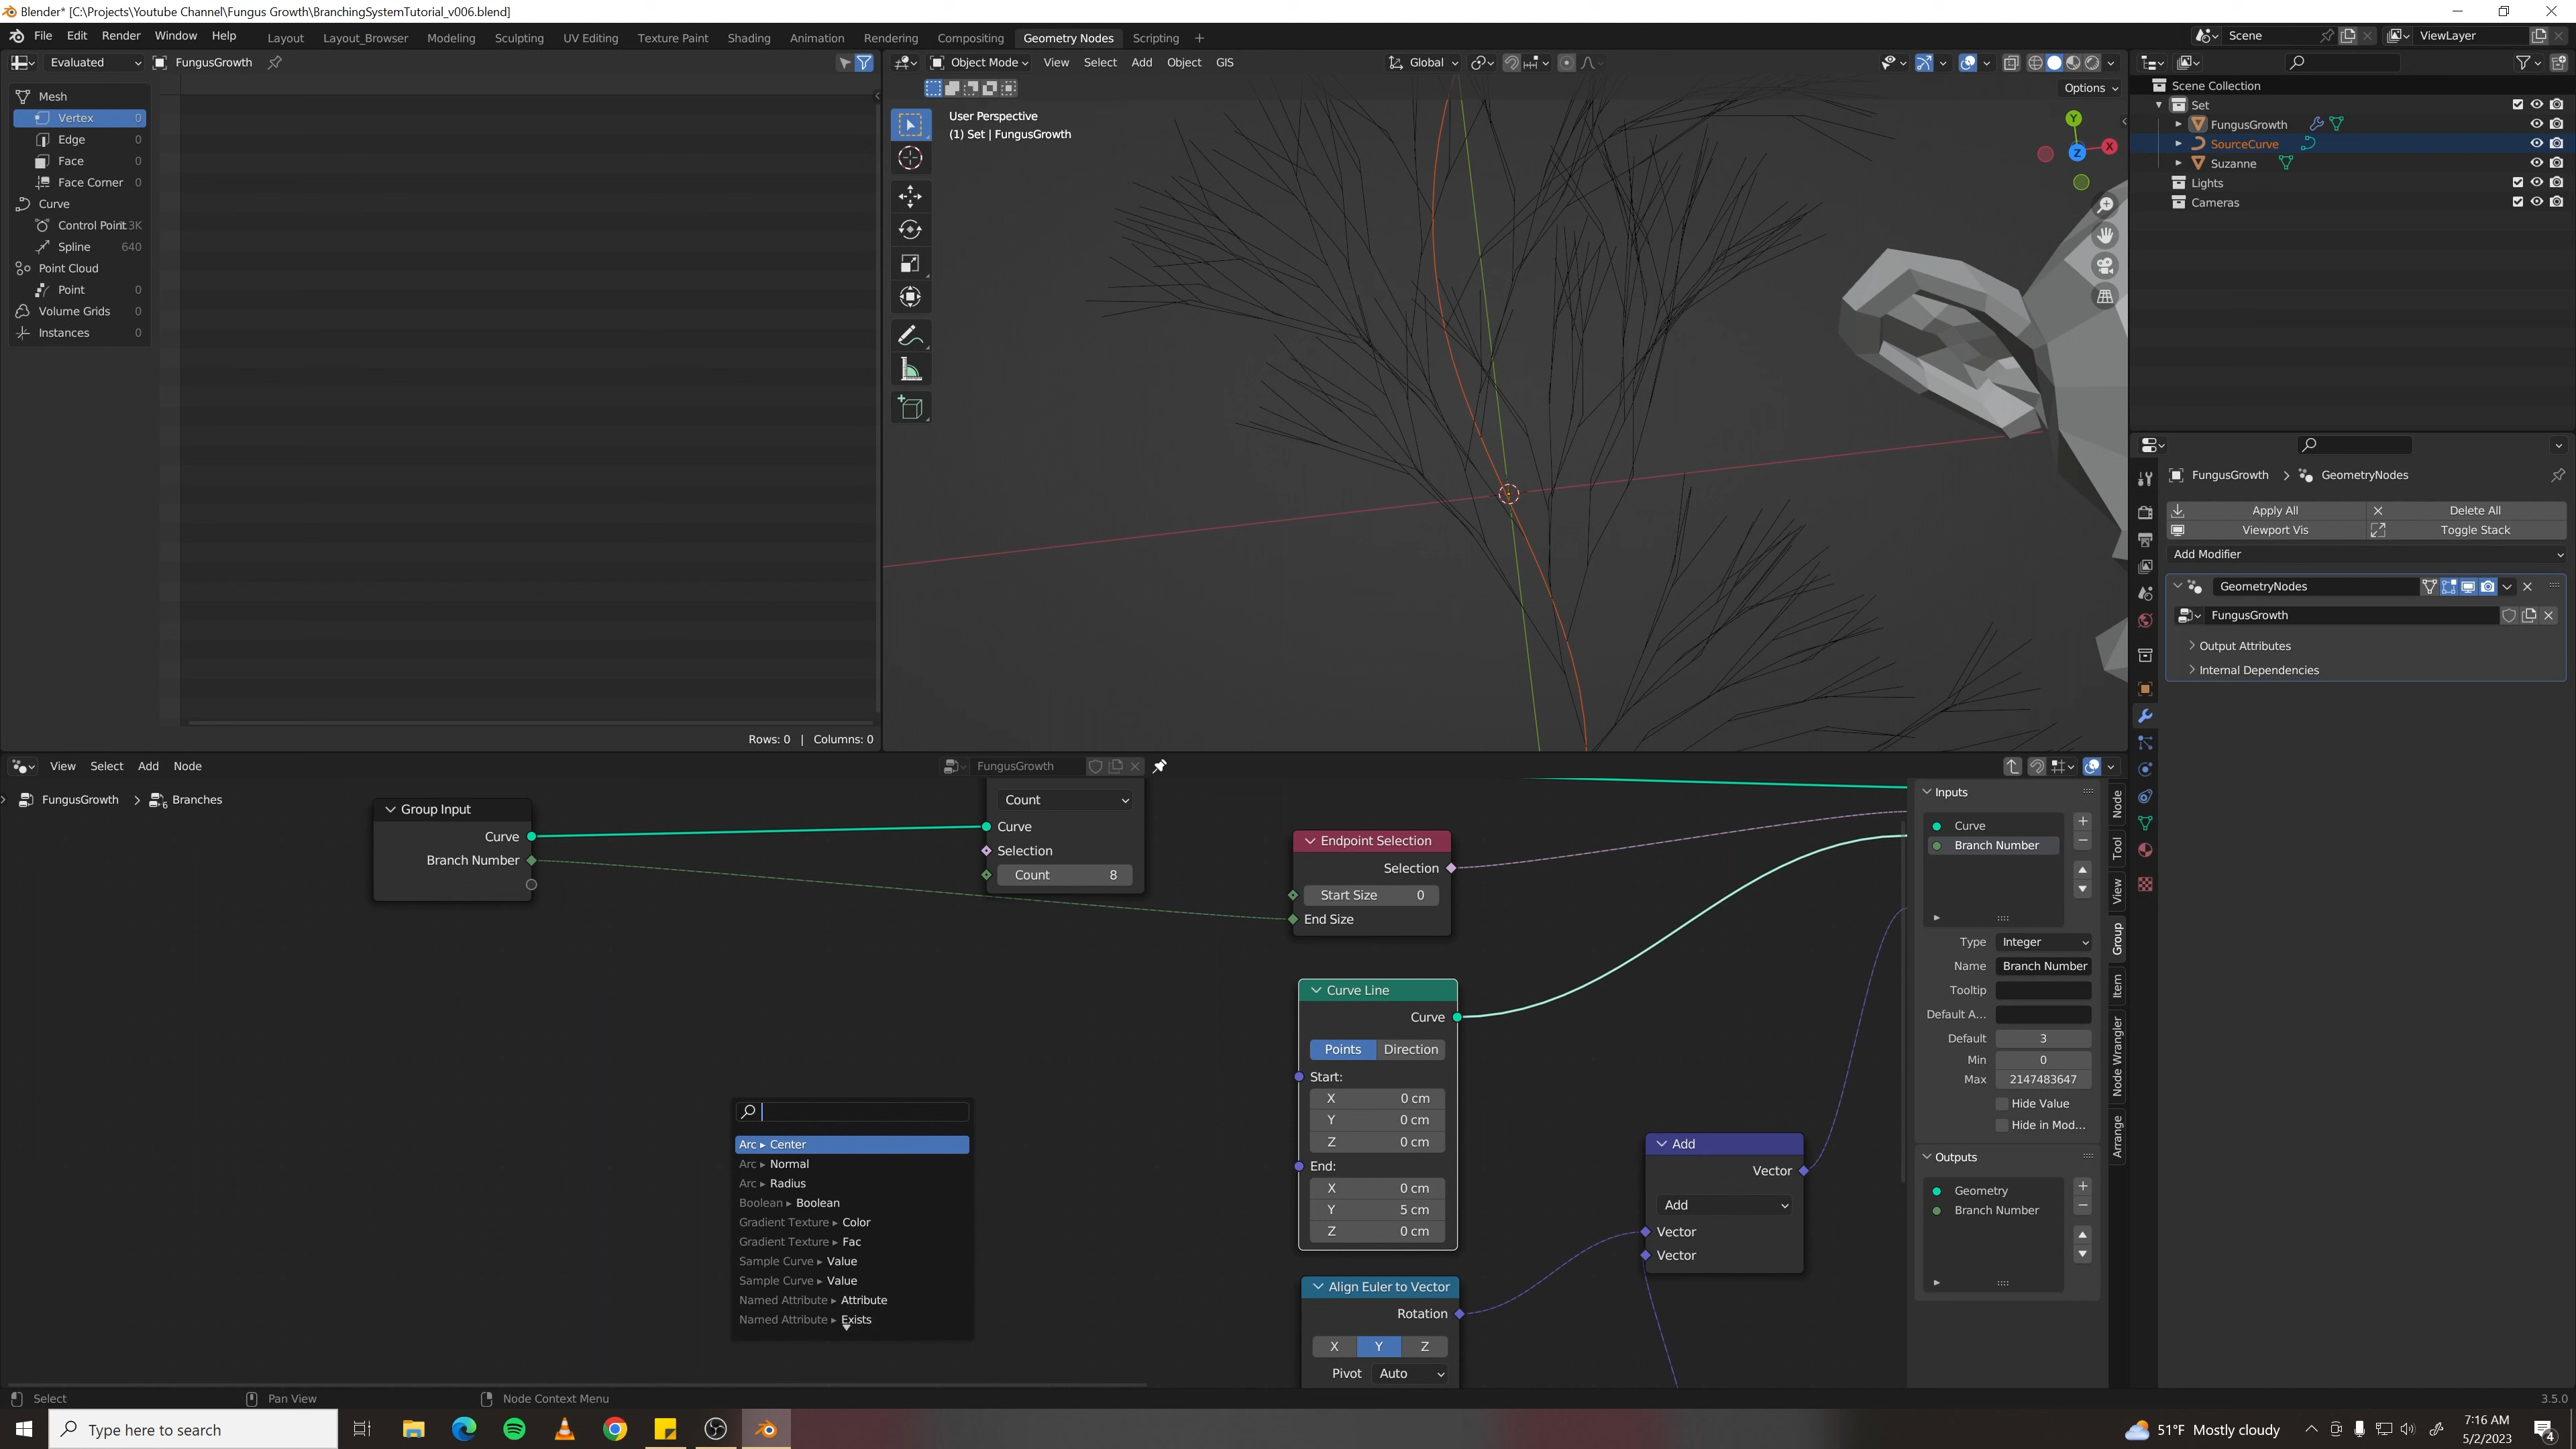 Blender* [C:\Projects\Youtube Channel\Fungus Growth\BranchingSystemTutorial_v006.blend]
File Edit Render Window Help Layout Layout_Browser Modeling Sculpting UV Editing Texture Paint Shading Animation Rendering Compositing Geometry Nodes Scripting + Scene ViewLayer
Evaluated FungusGrowth
Object Mode View Select Add Object GIS Global
Options
User Perspective
(1) Set | FungusGrowth
Y
X
Z
Mesh
Vertex 0
Edge 0
Face 0
Face Corner 0
Curve
Control Point 3K
Spline 640
Point Cloud
Point 0
Volume Grids 0
Instances 0
Rows: 0 | Columns: 0
Scene Collection
Set
FungusGrowth
SourceCurve
Suzanne
Lights
Cameras
FungusGrowth > GeometryNodes
Apply All Delete All
Viewport Vis Toggle Stack
Add Modifier
GeometryNodes
FungusGrowth
Output Attributes
Internal Dependencies
View Select Add Node FungusGrowth
FungusGrowth > Branches 6
Group Input
Curve
Branch Number
Count
Curve
Selection
Count 8
Endpoint Selection
Selection
Start Size 0
End Size
Curve Line
Curve
Points Direction
Start:
X 0 cm
Y 0 cm
Z 0 cm
End:
X 0 cm
Y 5 cm
Z 0 cm
Add
Vector
Add
Vector
Vector
Align Euler to Vector
Rotation
X Y Z
Pivot Auto
Arc ▸ Center
Arc ▸ Normal
Arc ▸ Radius
Boolean ▸ Boolean
Gradient Texture ▸ Color
Gradient Texture ▸ Fac
Sample Curve ▸ Value
Sample Curve ▸ Value
Named Attribute ▸ Attribute
Named Attribute ▸ Exists
Inputs
Curve
Branch Number
Type Integer
Name Branch Number
Tooltip
Default A...
Default 3
Min 0
Max 2147483647
Hide Value
Hide in Mod...
Outputs
Geometry
Branch Number
Node
Tool
View
Group
Item
Node Wrangler
Arrange
Select Pan View Node Context Menu 3.5.0
Type here to search
51°F Mostly cloudy
7:16 AM
5/2/2023
4